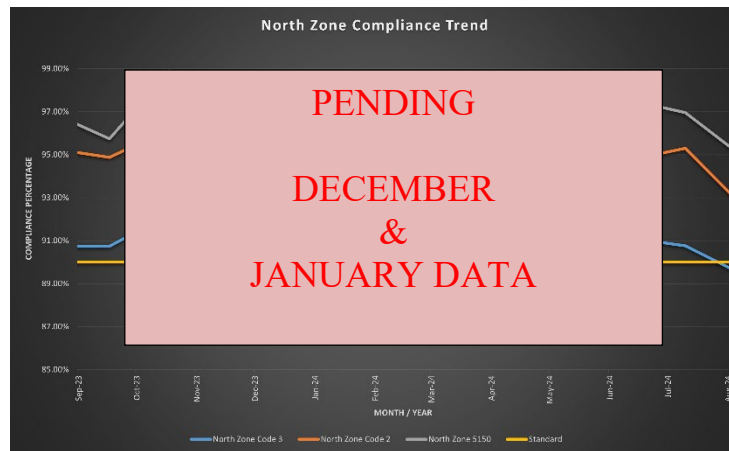 North Zone Compliance Trend
99.00%
97.00%
95.00%
93.00%
91.00%
89.00%
87.00%
85.00%
COMPLIANCE PERCENTAGE
PENDING
DECEMBER
&
JANUARY DATA
Sep-23
Oct-23
Nov-23
Dec-23
Jan-24
Feb-24
Mar-24
Apr-24
May-24
Jun-24
Jul-24
MONTH / YEAR
North Zone Code 3
North Zone Code 2
North Zone 5150
Standard